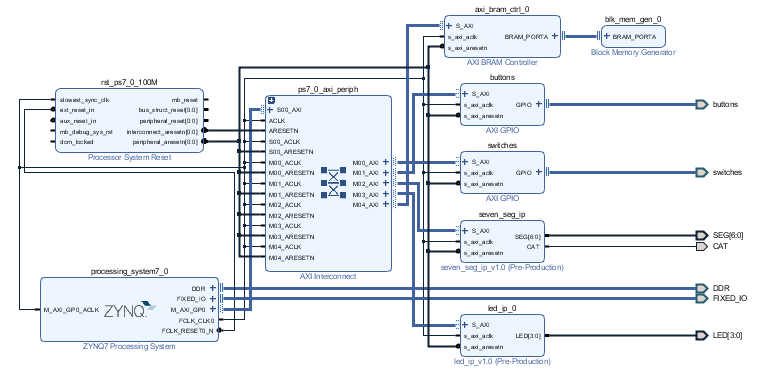 axi_bram_ctrl_0
S_AXI
s_axi_aclk
s_axi_aresetn
BRAM_PORTA
AXI BRAM Controller
blk_mem_gen_0
BRAM_PORTA
Block Memory Generator
rst_ps7_0_100M
slowest_sync_clk
ext_reset_in
aux_reset_in
mb_debug_sys_rst
dcm_locked
mb_reset
bus_struct_reset[0:0]
peripheral_reset[0:0]
interconnect_aresetn[0:0]
peripheral_aresetn[0:0]
Processor System Reset
ps7_0_axi_periph
S00_AXI
ACLK
ARESETN
S00_ACLK
S00_ARESETN
M00_ACLK
M00_ARESETN
M01_ACLK
M01_ARESETN
M02_ACLK
M02_ARESETN
M03_ACLK
M03_ARESETN
M04_ACLK
M04_ARESETN
M00_AXI
M01_AXI
M02_AXI
M03_AXI
M04_AXI
AXI Interconnect
buttons
S_AXI
s_axi_aclk
s_axi_aresetn
GPIO
AXI GPIO
buttons
switches
S_AXI
s_axi_aclk
s_axi_aresetn
GPIO
AXI GPIO
switches
seven_seg_ip
S_AXI
s_axi_aclk
s_axi_aresetn
SEG[6:0]
CAT
seven_seg_ip_v1.0 (Pre-Production)
SEG[6:0]
CAT
processing_system7_0
M_AXI_GP0_ACLK
ZYNQ
DDR
FIXED_IO
M_AXI_GP0
FCLK_CLK0
FCLK_RESET0_N
ZYNQ7 Processing System
DDR
FIXED_IO
led_ip_0
S_AXI
s_axi_aclk
s_axi_aresetn
LED[3:0]
led_ip_v1.0 (Pre-Production)
LED[3:0]